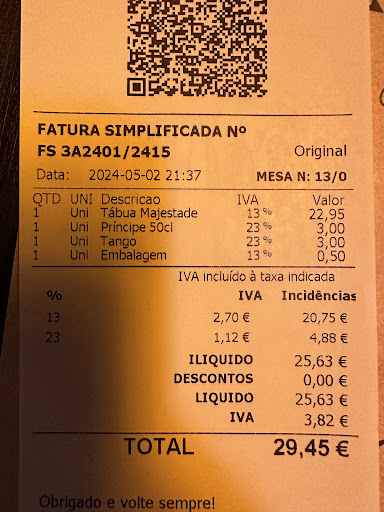 FATURA SIMPLIFICADA Nº
FS 3A2401/2415 Original
Data: 2024-05-02 21:37 MESA N: 13/0
QTD UNI Descricao IVA Valor
1 Uni Tábua Majestade 13 % 22,95
1 Uni Príncipe 50cl 23 % 3,00
1 Uni Tango 23 % 3,00
1 Uni Embalagem 13 % 0,50
IVA incluído à taxa indicada
% IVA Incidências
13 2,70 € 20,75 €
23 1,12 € 4,88 €
ILIQUIDO 25,63 €
DESCONTOS 0,00 €
LIQUIDO 25,63 €
IVA 3,82 €
TOTAL 29,45 €
Obrigado e volte sempre!